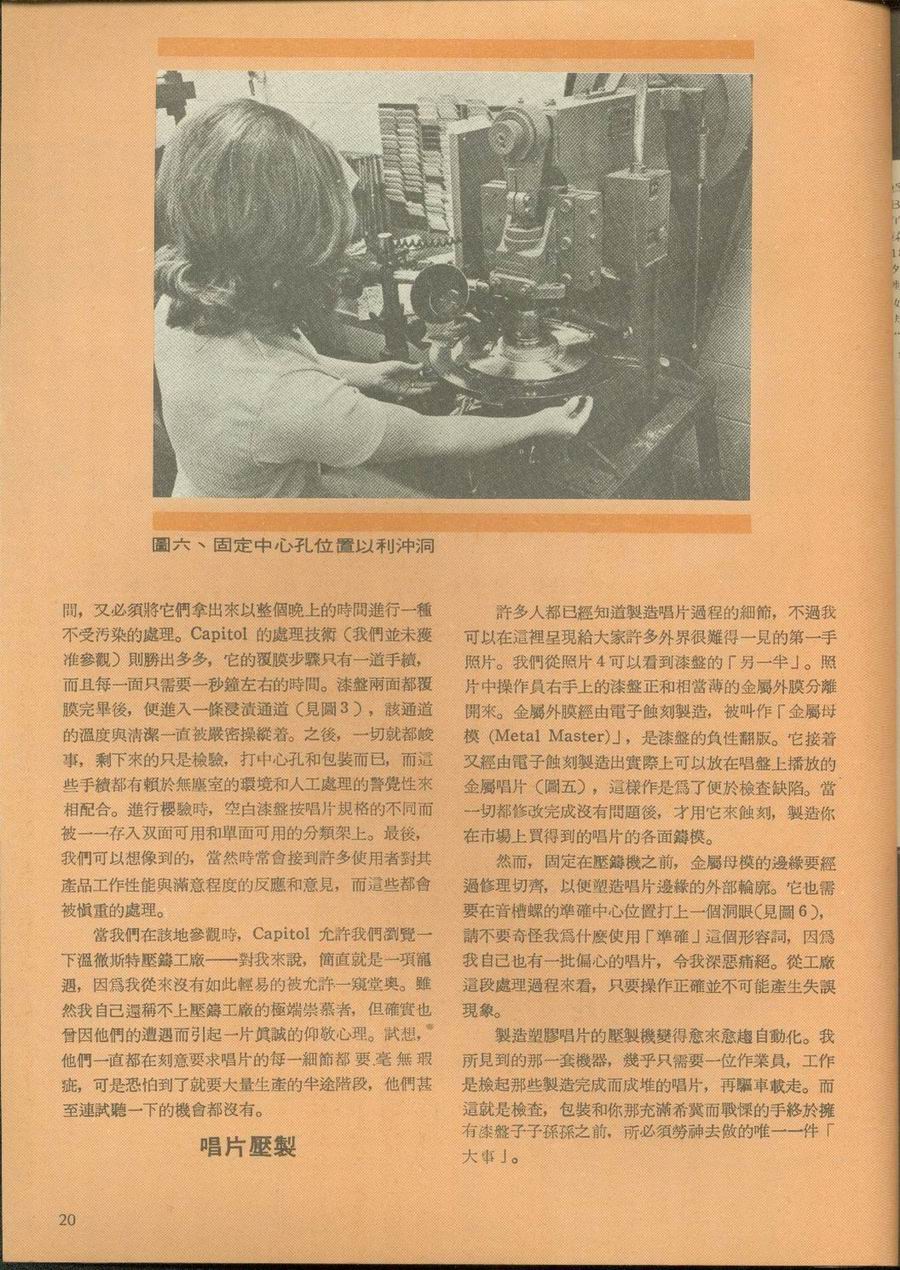 圖六、固定中心孔位置以利沖洞
間，又必須將它們拿出來以整個晚上的時間進行一種
不受污染的處理。Capitol 的處理技術（我們並未獲
准參觀）則勝出多多，它的覆膜步驟只有一道手續，
而且每一面只需要一秒鐘左右的時間。漆盤兩面都覆
膜完畢後，便進入一條浸漬通道（見圖3），該通道
的溫度與清潔一直被嚴密操縱着。之後，一切就都竣
事，剩下來的只是檢驗，打中心孔和包裝而已，而這
些手續都有賴於無塵室的環境和人工處理的警覺性來
相配合。進行檢驗時，空白漆盤按唱片規格的不同而
被一一存入双面可用和單面可用的分類架上。最後，
我們可以想像到的，當然時常會接到許多使用者對其
產品工作性能與滿意程度的反應和意見，而這些都會
被愼重的處理。
當我們在該地參觀時，Capitol 允許我們瀏覽一
下溫徹斯特壓鑄工廠——對我來說，簡直就是一項寵
遇，因爲我從來沒有如此輕易的被允許一窺堂奧。雖
然我自己還稱不上壓鑄工廠的極端崇慕者，但確實也
曾因他們的遭遇而引起一片眞誠的仰敬心理。試想，
他們一直都在刻意要求唱片的每一細節都要毫無瑕
疵，可是恐怕到了就要大量生產的半途階段，他們甚
至連試聽一下的機會都沒有。
唱片壓製
許多人都已經知道製造唱片過程的細節，不過我
可以在這裡呈現給大家許多外界很難得一見的第一手
照片。我們從照片4可以看到漆盤的「另一半」。照
片中操作員右手上的漆盤正和相當薄的金屬外膜分離
開來。金屬外膜經由電子蝕刻製造，被叫作「金屬母
模 (Metal Master)」，是漆盤的負性翻版。它接着
又經由電子蝕刻製造出實際上可以放在唱盤上播放的
金屬唱片（圖五），這樣作是爲了便於檢查缺陷。當
一切都修改完成沒有問題後，才用它來蝕刻，製造你
在市場上買得到的唱片的各面鑄模。
然而，固定在壓鑄機之前，金屬母模的邊緣要經
過修理切齊，以便塑造唱片邊緣的外部輪廓。它也需
要在音槽螺的準確中心位置打上一個洞眼（見圖6），
請不要奇怪我爲什麼使用「準確」這個形容詞，因爲
我自己也有一批偏心的唱片，令我深惡痛絕。從工廠
這段處理過程來看，只要操作正確並不可能產生失誤
現象。
製造塑膠唱片的壓製機變得愈來愈趨自動化。我
所見到的那一套機器，幾乎只需要一位作業員，工作
是檢起那些製造完成而成堆的唱片，再驅車載走。而
這就是檢查，包裝和你那充滿希冀而戰慄的手終於擁
有漆盤子子孫孫之前，所必須勞神去做的唯一一件「
大事」。
20